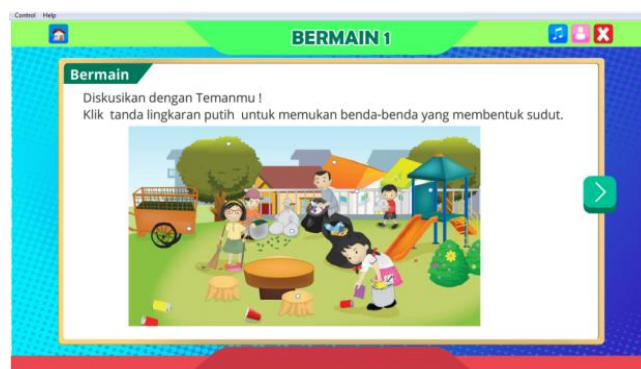 Control Help
BERMAIN 1
Bermain
Diskusikan dengan Temanmu !
Klik tanda lingkaran putih untuk memukan benda-benda yang membentuk sudut.